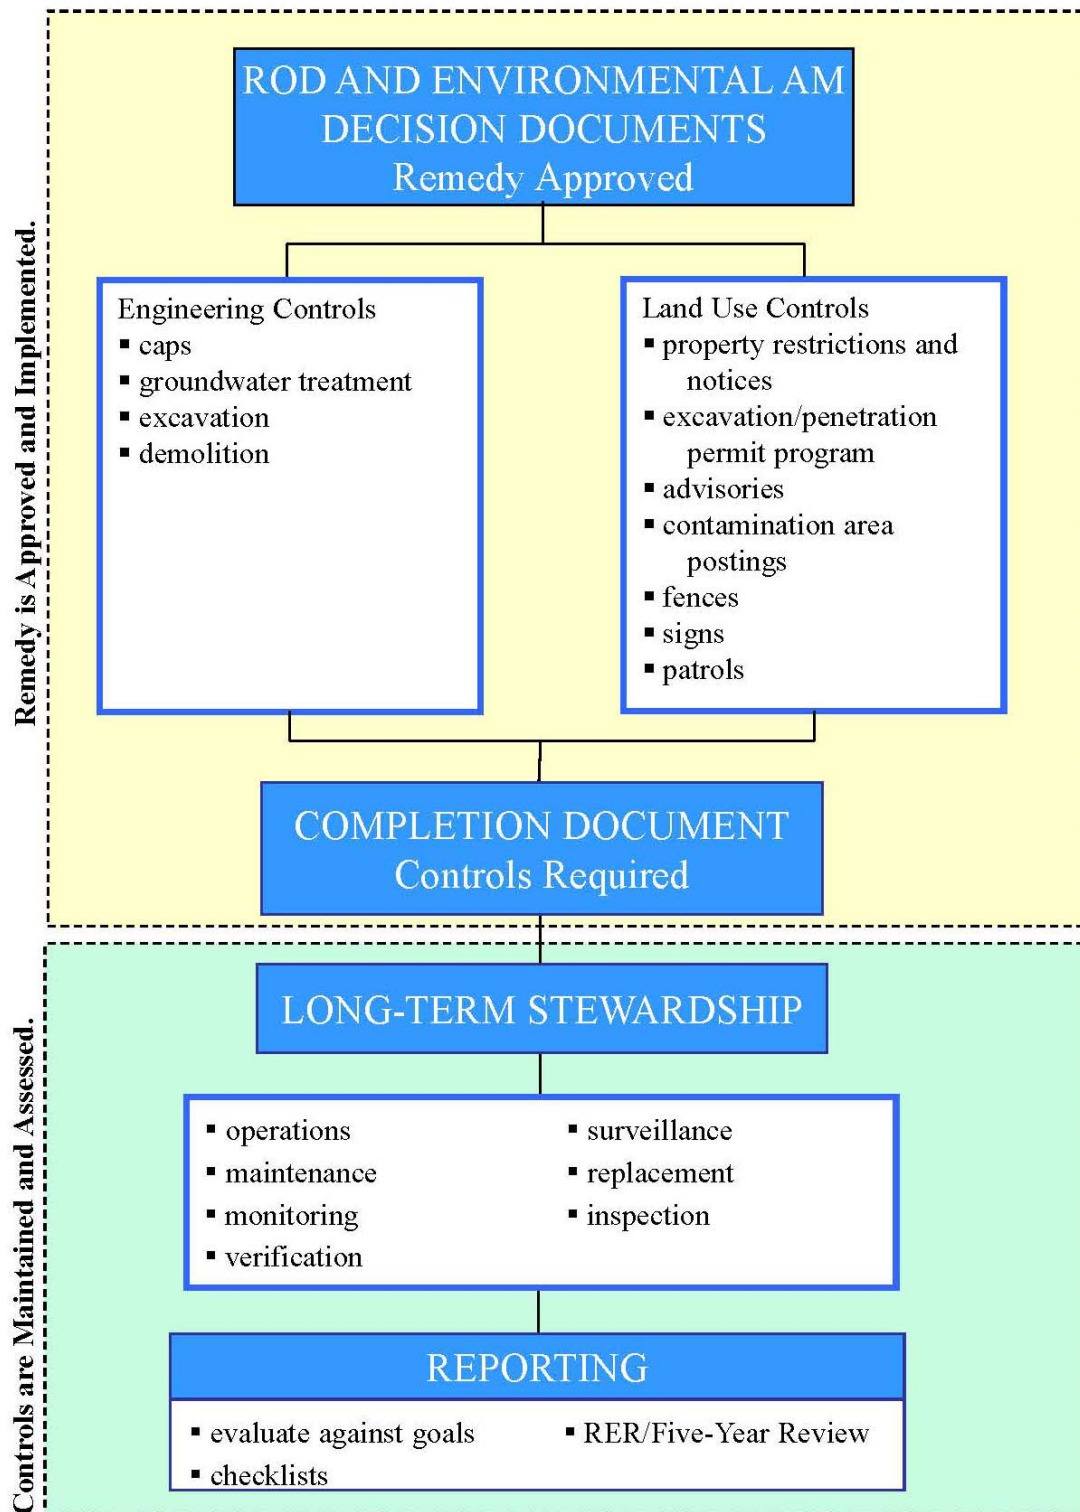 ROD AND ENVIRONMENTAL AM
DECISION DOCUMENTS
Remedy Approved
Remedy is Approved and Implemented.
Engineering Controls
▪ caps
▪ groundwater treatment
▪ excavation
▪ demolition
Land Use Controls
▪ property restrictions and
notices
▪ excavation/penetration
permit program
▪ advisories
▪ contamination area
postings
▪ fences
▪ signs
▪ patrols
COMPLETION DOCUMENT
Controls Required
Controls are Maintained and Assessed.
LONG-TERM STEWARDSHIP
▪ operations
▪ maintenance
▪ monitoring
▪ verification
▪ surveillance
▪ replacement
▪ inspection
REPORTING
▪ evaluate against goals
▪ checklists
▪ RER/Five-Year Review